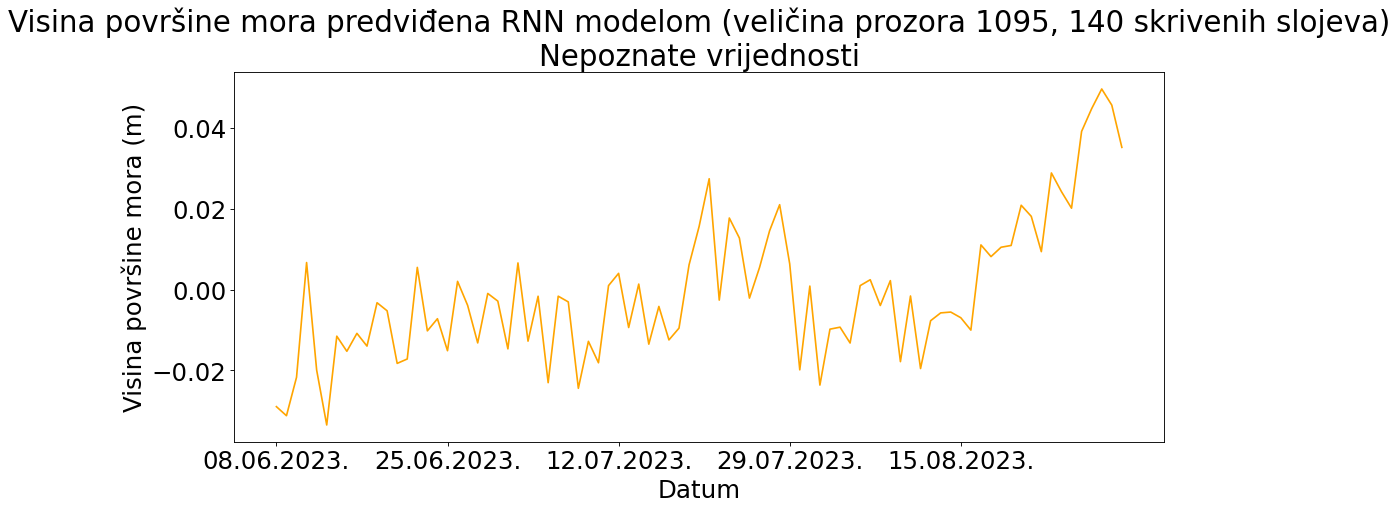 Visina površine mora predviđena RNN modelom (veličina prozora 1095, 140 skrivenih slojeva)
Nepoznate vrijednosti
Visina površine mora (m)
0.04
0.02
0.00
−0.02
08.06.2023. 25.06.2023. 12.07.2023. 29.07.2023. 15.08.2023.
Datum